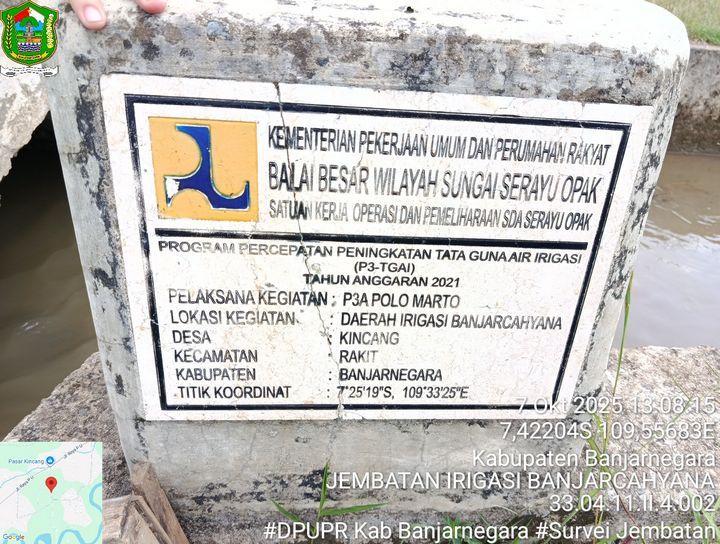 BANJARNEGARA
KEMENTERIAN PEKERJAAN UMUM DAN PERUMAHAN RAKYAT
BALAI BESAR WILAYAH SUNGAI SERAYU OPAK
SATUAN KERJA OPERASI DAN PEMELIHARAAN SDA SERAYU OPAK
PROGRAM PERCEPATAN PENINGKATAN TATA GUNA AIR IRIGASI
(P3-TGAI)
TAHUN ANGGARAN 2021
PELAKSANA KEGIATAN : P3A POLO MARTO
LOKASI KEGIATAN : DAERAH IRIGASI BANJARCAHYANA
DESA : KINCANG
KECAMATAN : RAKIT
KABUPATEN : BANJARNEGARA
TITIK KOORDINAT : 7°25'19"S, 109°33'25"E
7 Okt 2025 13.08.15
7,42204S 109,55683E
Kabupaten Banjarnegara
JEMBATAN IRIGASI BANJARCAHYANA
33.04.11.II.4.002
#DPUPR Kab Banjarnegara #Survei Jembatan
Pasar Kincang
Google